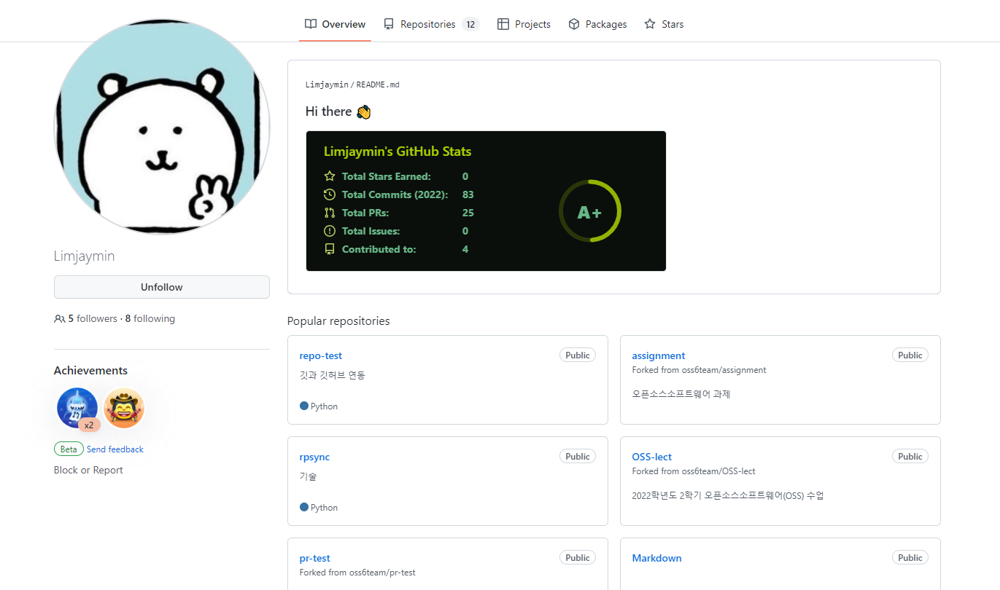 Overview Repositories 12 Projects Packages Stars
Limjaymin / README.md
Hi there 👋
Limjaymin's GitHub Stats
Total Stars Earned: 0
Total Commits (2022): 83
Total PRs: 25
Total Issues: 0
Contributed to: 4
A+
Limjaymin
Unfollow
5 followers · 8 following
Achievements
x2
Beta Send feedback
Block or Report
Popular repositories
repo-test Public
깃과 깃허브 연동
Python
assignment Public
Forked from oss6team/assignment
오픈소스소프트웨어 과제
rpsync Public
기술
Python
OSS-lect Public
Forked from oss6team/OSS-lect
2022학년도 2학기 오픈소스소프트웨어(OSS) 수업
pr-test Public
Forked from oss6team/pr-test
Markdown Public